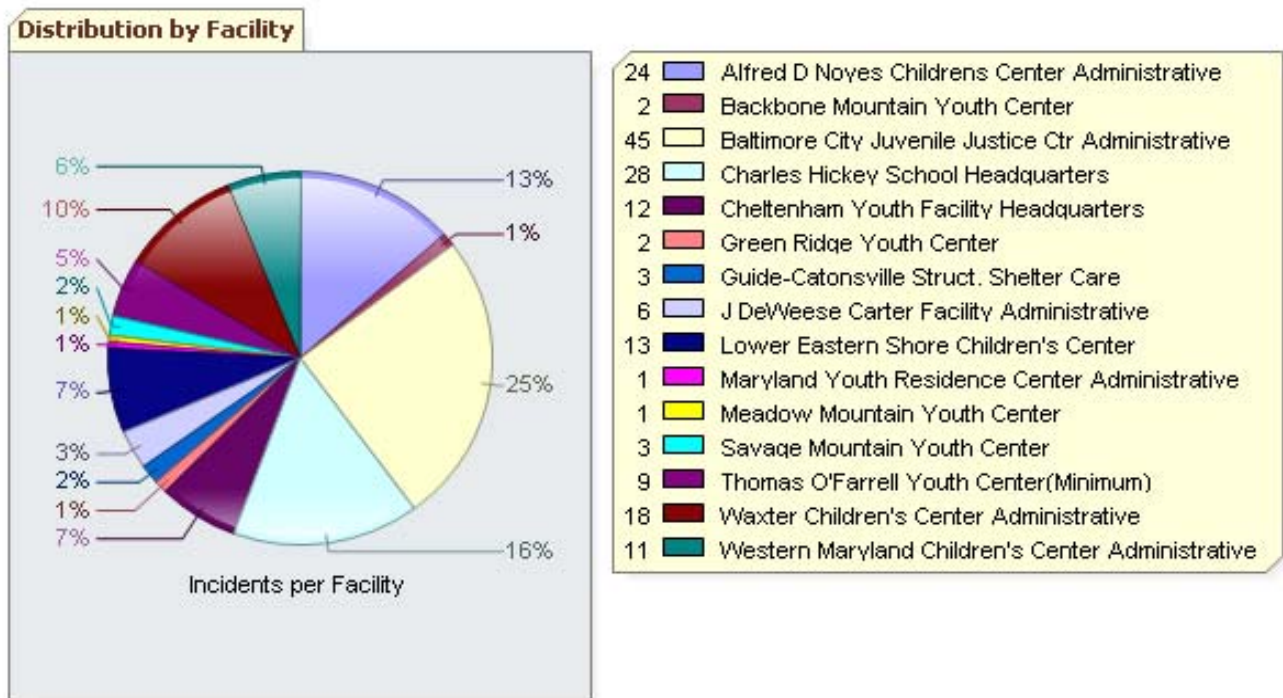 Distribution by Facility
6%
10%
5%
2%
1%
1%
7%
3%
2%
1%
7%
13%
1%
25%
16%
Incidents per Facility
24 Alfred D Noyes Childrens Center Administrative
2 Backbone Mountain Youth Center
45 Baltimore City Juvenile Justice Ctr Administrative
28 Charles Hickey School Headquarters
12 Cheltenham Youth Facility Headquarters
2 Green Ridge Youth Center
3 Guide-Catonsville Struct. Shelter Care
6 J DeWeese Carter Facility Administrative
13 Lower Eastern Shore Children's Center
1 Maryland Youth Residence Center Administrative
1 Meadow Mountain Youth Center
3 Savage Mountain Youth Center
9 Thomas O'Farrell Youth Center(Minimum)
18 Waxter Children's Center Administrative
11 Western Maryland Children's Center Administrative